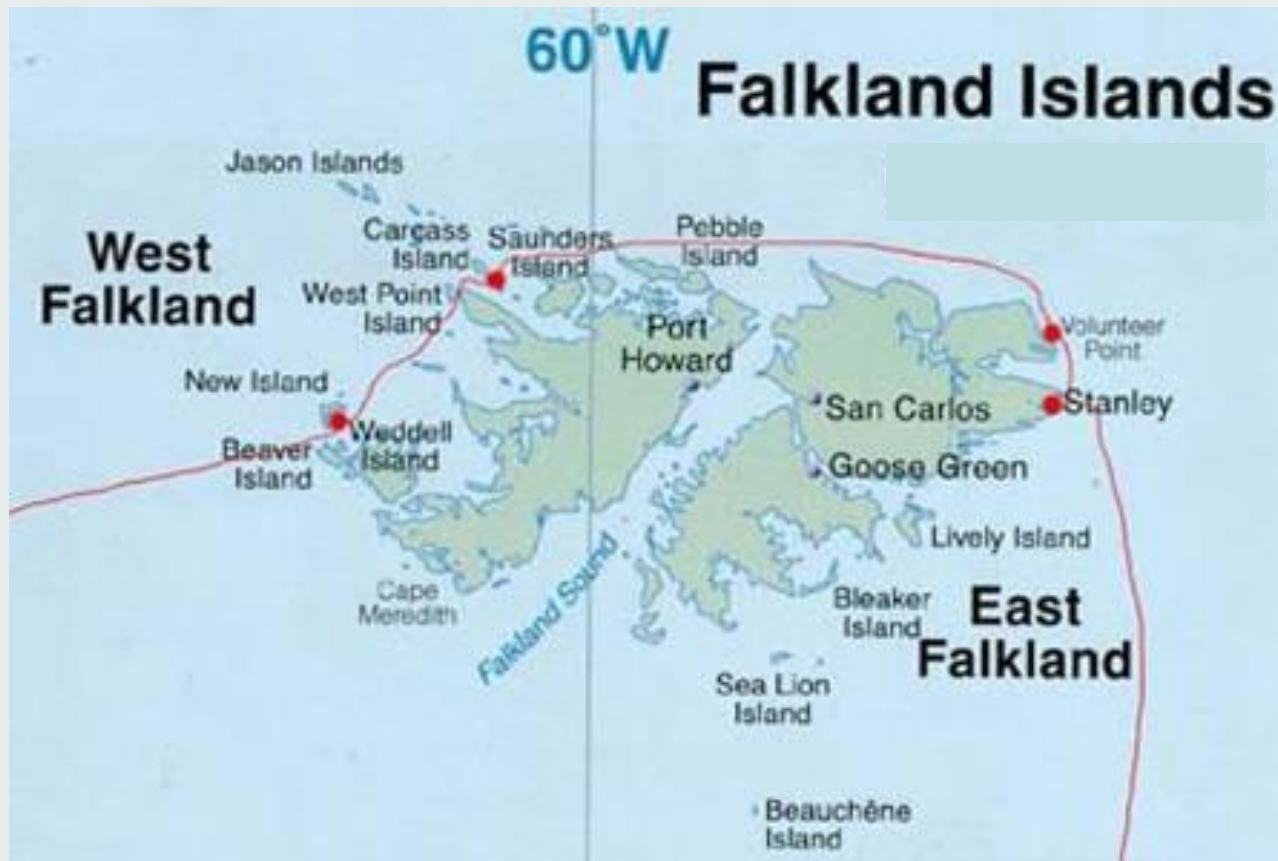 60°W
Falkland Islands
Jason Islands
West
Falkland
Carcass
Island
Saunders
Island
Pebble
Island
West Point
Island
Port
Howard
Volunteer
Point
New Island
San Carlos
Stanley
Weddell
Island
Beaver
Island
Goose Green
Lively Island
Cape
Meredith
Falkland Sound
Bleaker
Island
East
Falkland
Sea Lion
Island
Beauchêne
Island